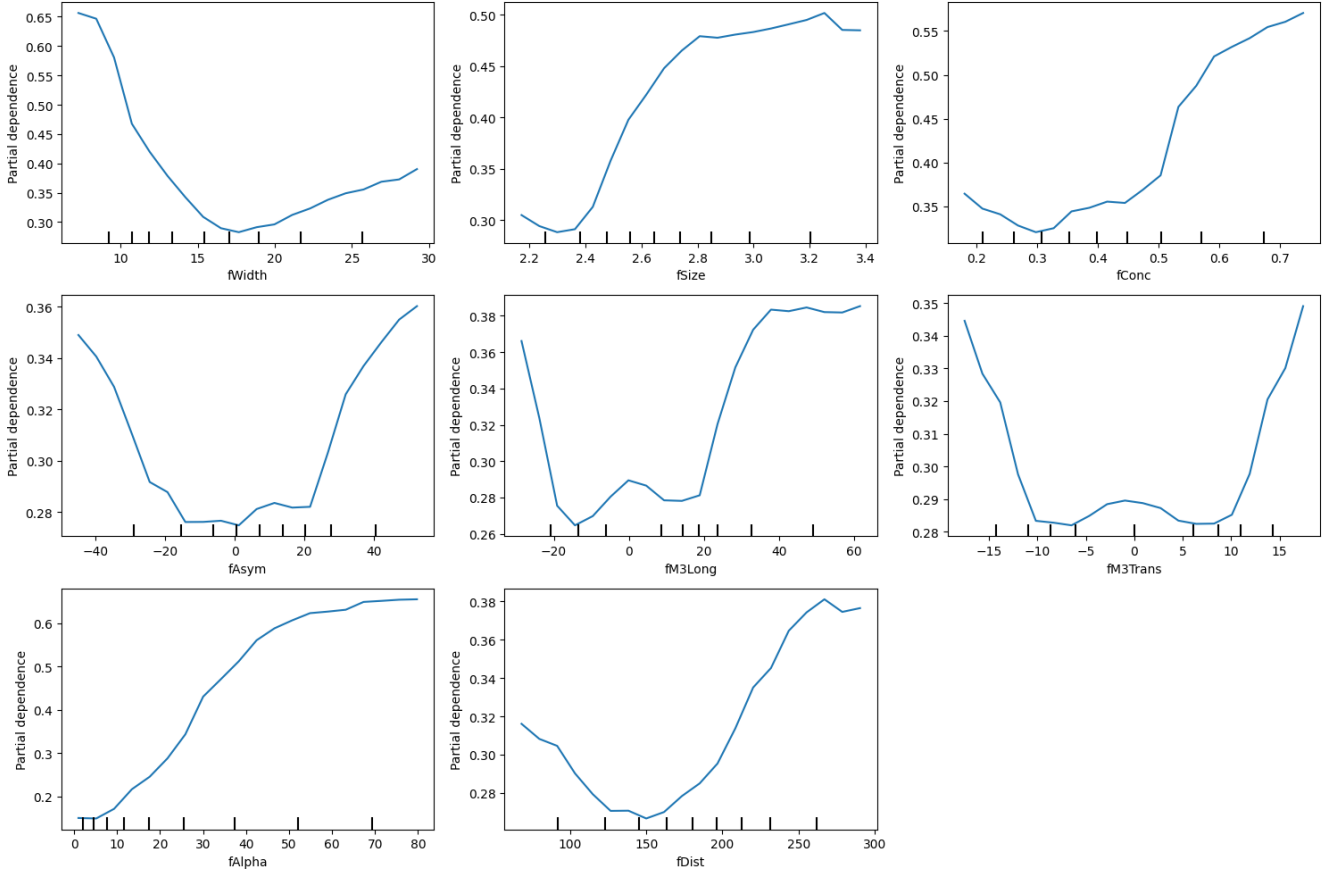 Partial dependence
0.65
0.60
0.55
0.50
0.45
0.40
0.35
0.30
10 15 20 25 30
fWidth
Partial dependence
0.50
0.45
0.40
0.35
0.30
2.2 2.4 2.6 2.8 3.0 3.2 3.4
fSize
Partial dependence
0.55
0.50
0.45
0.40
0.35
0.2 0.3 0.4 0.5 0.6 0.7
fConc
Partial dependence
0.36
0.34
0.32
0.30
0.28
−40 −20 0 20 40
fAsym
Partial dependence
0.38
0.36
0.34
0.32
0.30
0.28
0.26
−20 0 20 40 60
fM3Long
Partial dependence
0.35
0.34
0.33
0.32
0.31
0.30
0.29
0.28
−15 −10 −5 0 5 10 15
fM3Trans
Partial dependence
0.6
0.5
0.4
0.3
0.2
0 10 20 30 40 50 60 70 80
fAlpha
Partial dependence
0.38
0.36
0.34
0.32
0.30
0.28
100 150 200 250 300
fDist